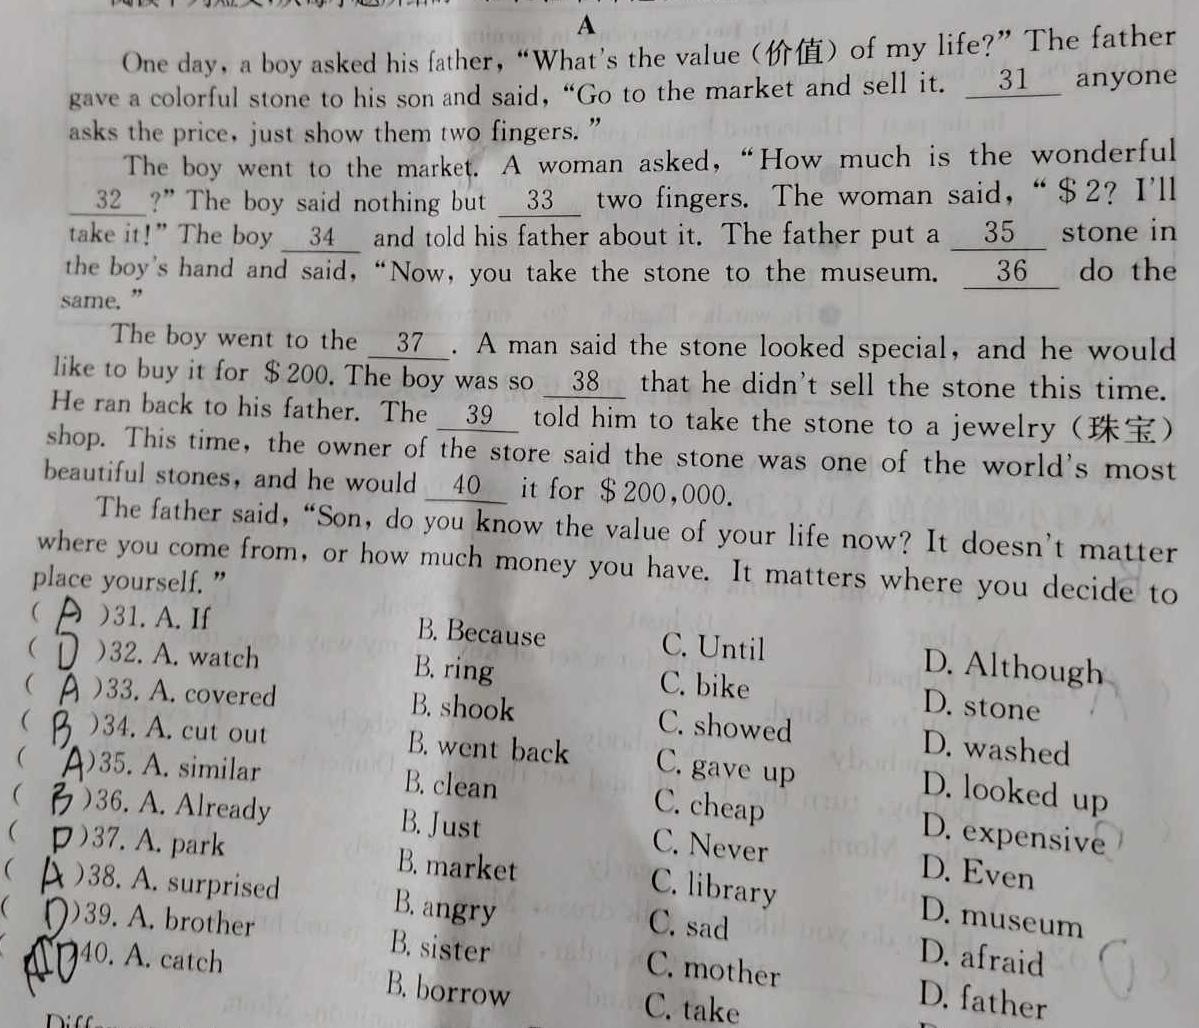 A
One day, a boy asked his father, “What's the value (价值) of my life?” The father
gave a colorful stone to his son and said, “Go to the market and sell it. 31 anyone
asks the price, just show them two fingers. ”
The boy went to the market. A woman asked, “How much is the wonderful
32 ?” The boy said nothing but 33 two fingers. The woman said, “$2? I'll
take it!” The boy 34 and told his father about it. The father put a 35 stone in
the boy's hand and said, “Now, you take the stone to the museum. 36 do the
same. ”
The boy went to the 37 . A man said the stone looked special, and he would
like to buy it for $200. The boy was so 38 that he didn't sell the stone this time.
He ran back to his father. The 39 told him to take the stone to a jewelry (珠宝)
shop. This time, the owner of the store said the stone was one of the world's most
beautiful stones, and he would 40 it for $200,000.
The father said, “Son, do you know the value of your life now? It doesn't matter
where you come from, or how much money you have. It matters where you decide to
place yourself. ”
( A )31. A. If B. Because C. Until D. Although
( D )32. A. watch B. ring C. bike D. stone
( A )33. A. covered B. shook C. showed D. washed
( B )34. A. cut out B. went back C. gave up D. looked up
( A )35. A. similar B. clean C. cheap D. expensive
( B )36. A. Already B. Just C. Never D. Even
( D )37. A. park B. market C. library D. museum
( A )38. A. surprised B. angry C. sad D. afraid
( D )39. A. brother B. sister C. mother D. father
D 40. A. catch B. borrow C. take